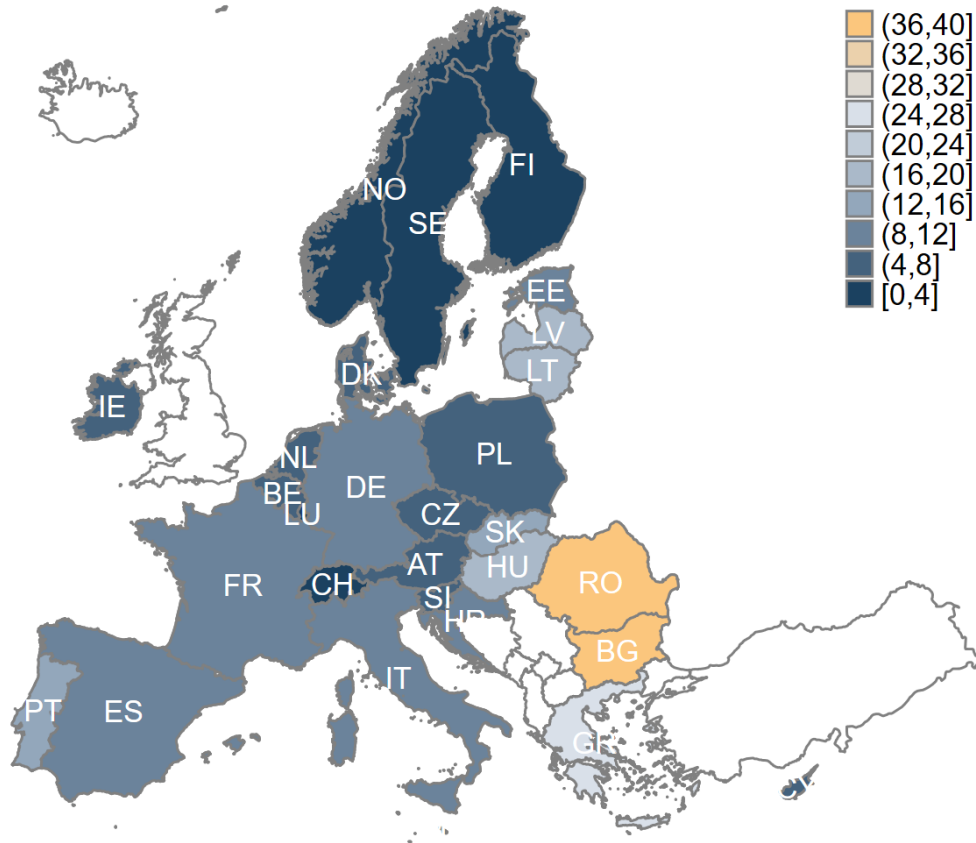 (36,40]
(32,36]
(28,32]
(24,28]
(20,24]
(16,20]
(12,16]
(8,12]
(4,8]
[0,4]
FI
NO
SE
EE
LV
LT
DK
IE
NL
PL
BE
DE
LU
CZ
SK
AT
HU
FR
CH
RO
SI
HR
BG
IT
PT
ES